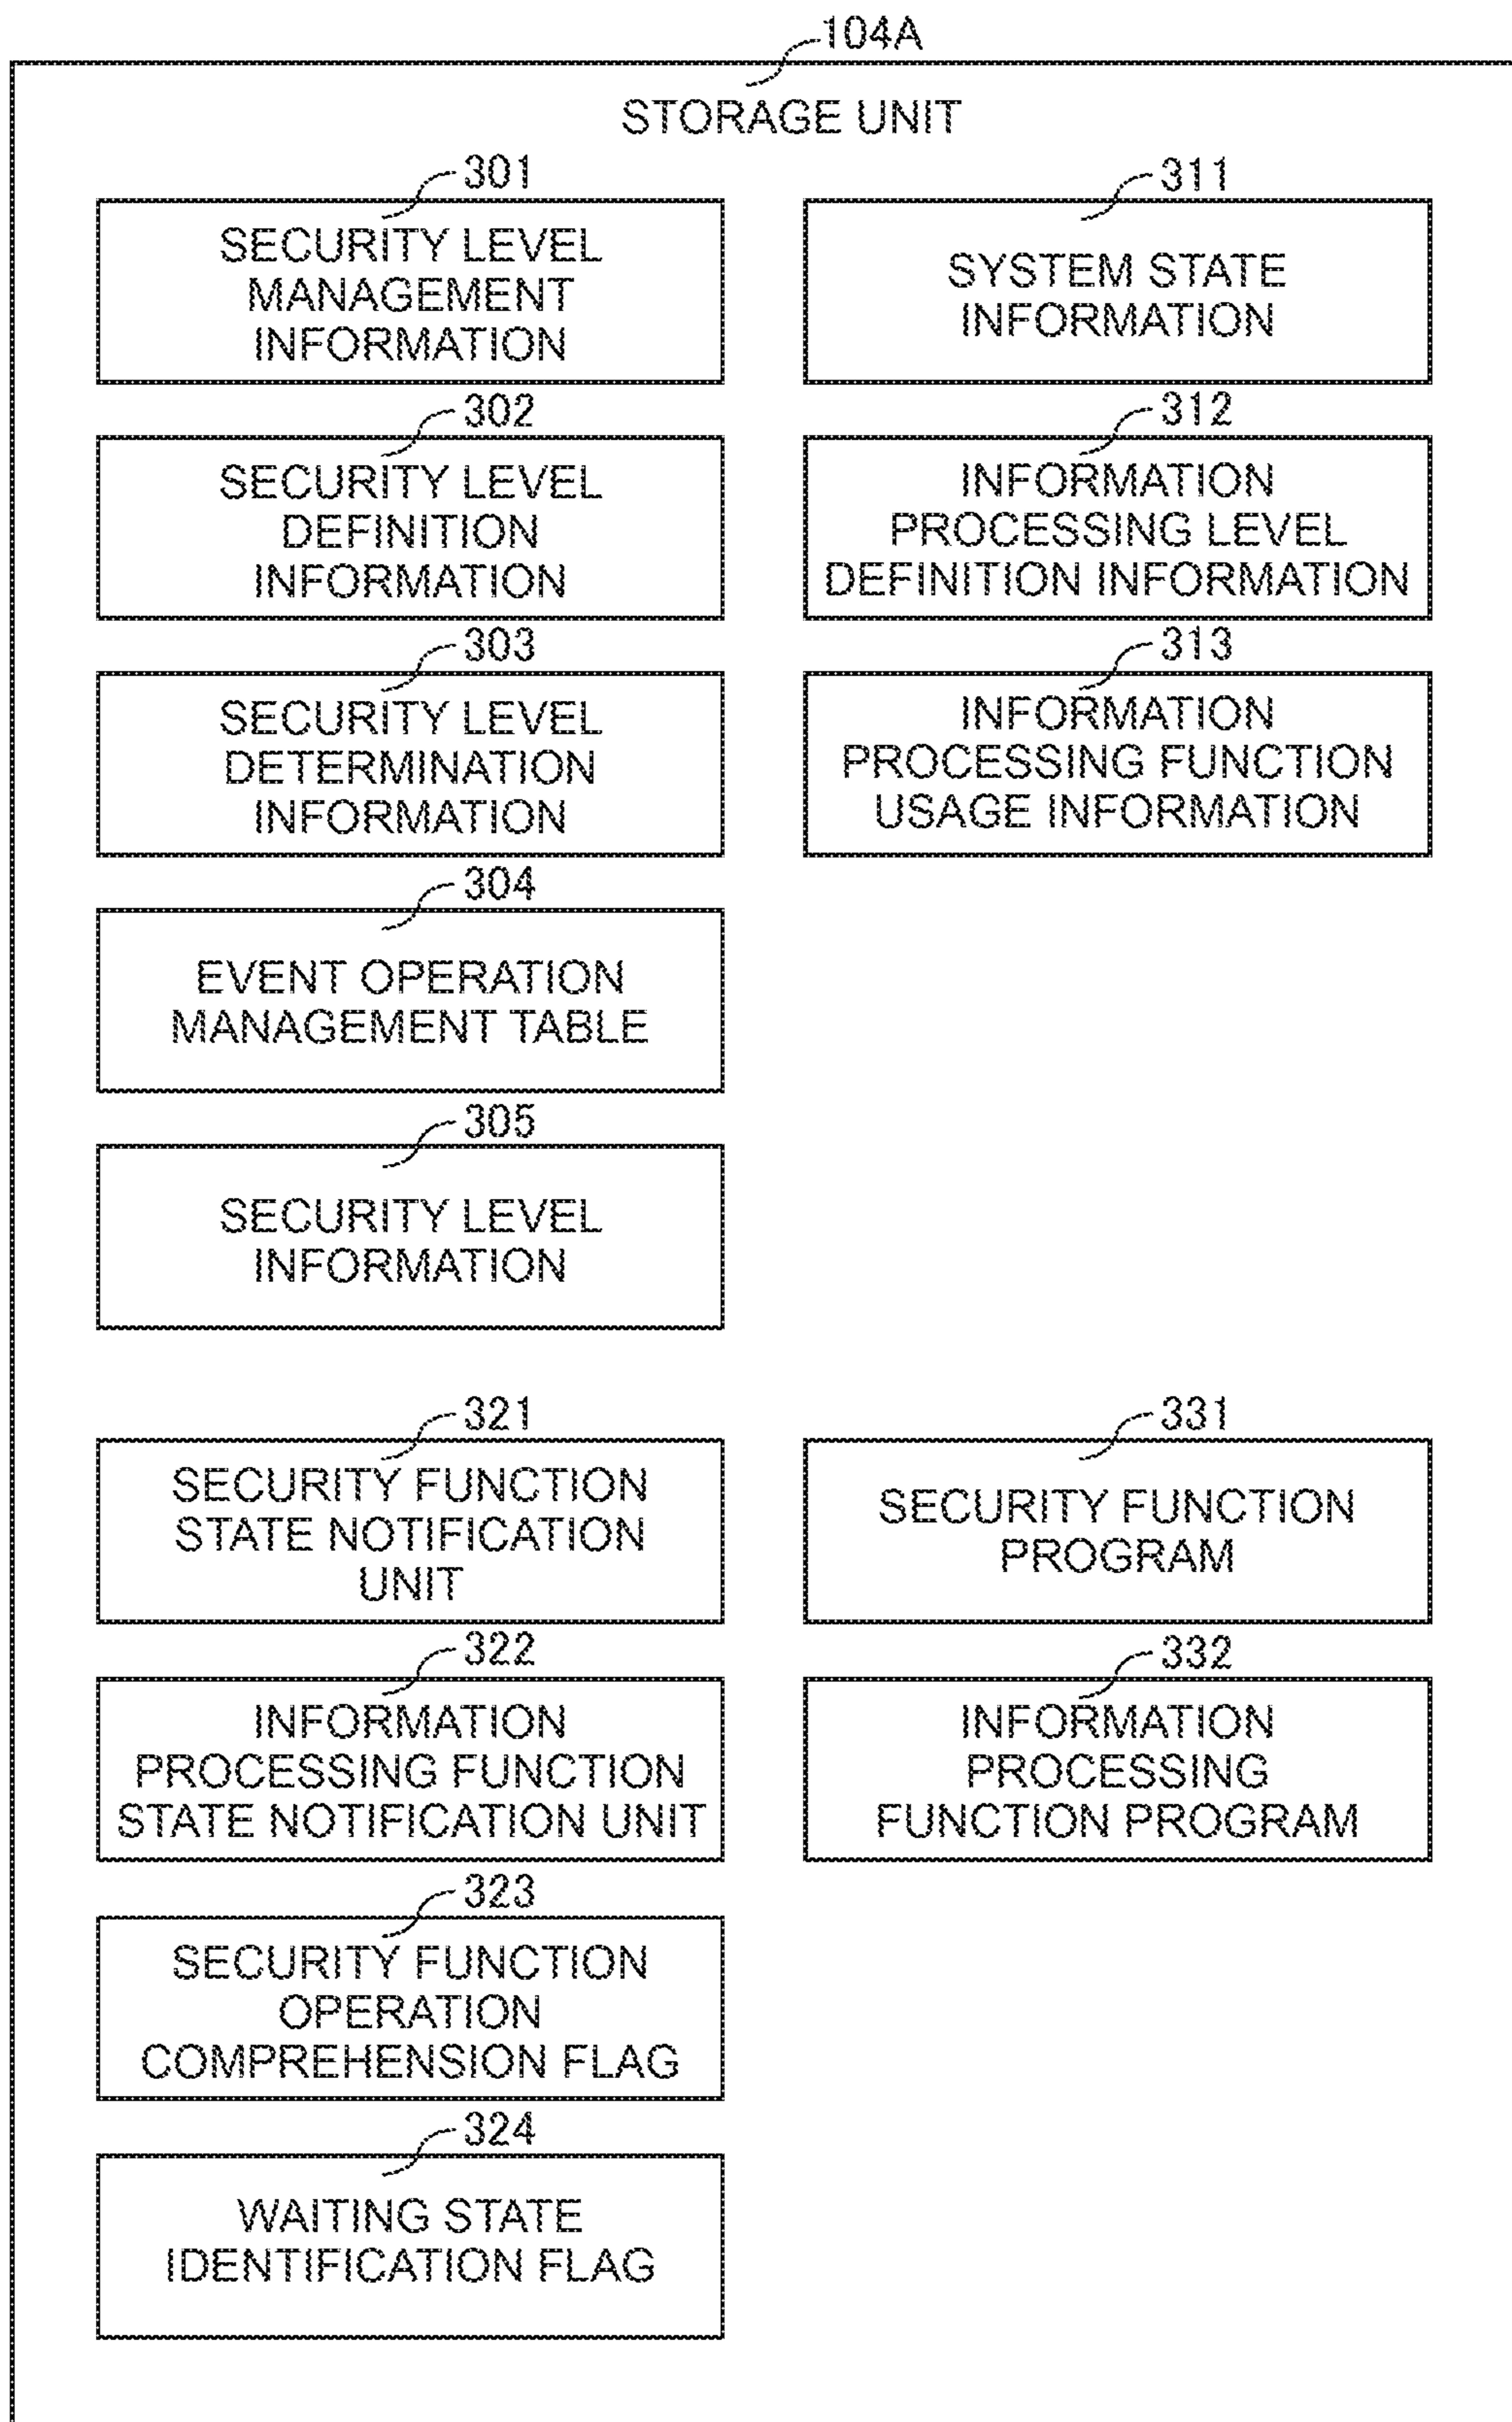 104A
STORAGE UNIT
301
SECURITY LEVEL
MANAGEMENT
INFORMATION
311
SYSTEM STATE
INFORMATION
302
SECURITY LEVEL
DEFINITION
INFORMATION
312
INFORMATION
PROCESSING LEVEL
DEFINITION INFORMATION
303
SECURITY LEVEL
DETERMINATION
INFORMATION
313
INFORMATION
PROCESSING FUNCTION
USAGE INFORMATION
304
EVENT OPERATION
MANAGEMENT TABLE
305
SECURITY LEVEL
INFORMATION
321
SECURITY FUNCTION
STATE NOTIFICATION
UNIT
331
SECURITY FUNCTION
PROGRAM
322
INFORMATION
PROCESSING FUNCTION
STATE NOTIFICATION UNIT
332
INFORMATION
PROCESSING
FUNCTION PROGRAM
323
SECURITY FUNCTION
OPERATION
COMPREHENSION FLAG
324
WAITING STATE
IDENTIFICATION FLAG